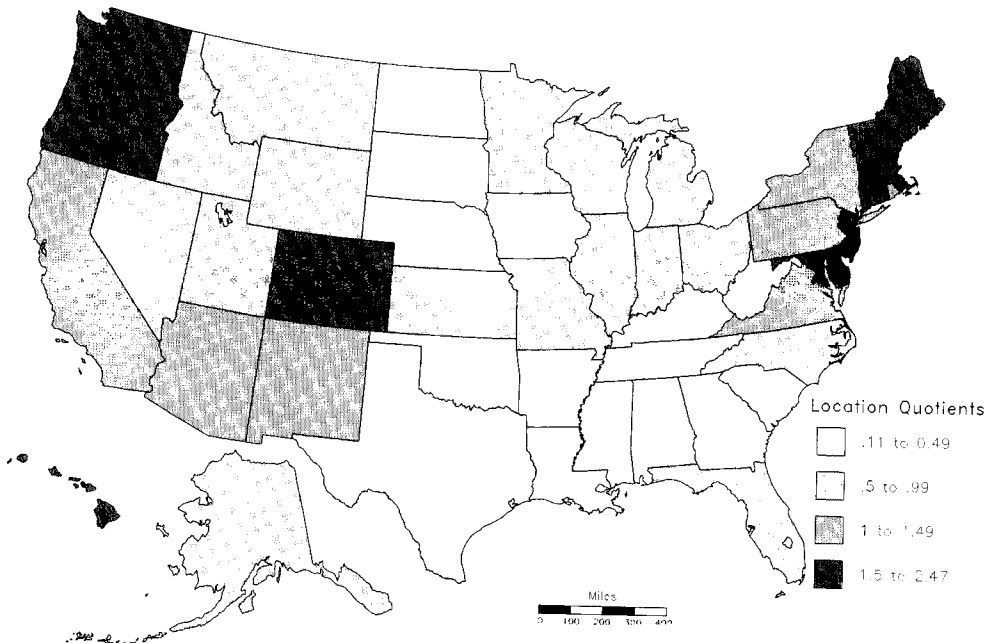 Location Quotients
.11 to 0.49
.5 to .99
1 to 1.49
1.5 to 2.47
Miles
0 100 200 300 400